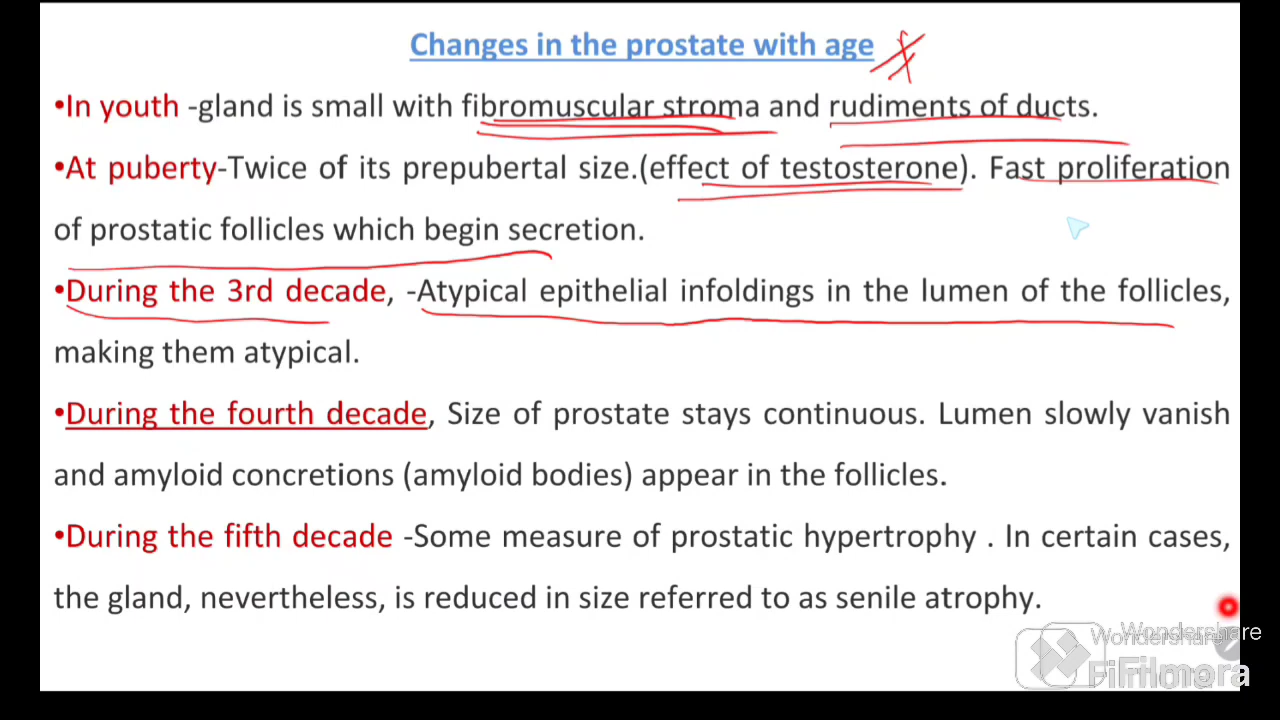 Changes in the prostate with age
•In youth -gland is small with fibromuscular stroma and rudiments of ducts.
•At puberty-Twice of its prepubertal size.(effect of testosterone). Fast proliferation
of prostatic follicles which begin secretion.
•During the 3rd decade, -Atypical epithelial infoldings in the lumen of the follicles,
making them atypical.
•During the fourth decade, Size of prostate stays continuous. Lumen slowly vanish
and amyloid concretions (amyloid bodies) appear in the follicles.
•During the fifth decade -Some measure of prostatic hypertrophy . In certain cases,
the gland, nevertheless, is reduced in size referred to as senile atrophy.
Wondershare
Wondershare
Filmora
Filmora